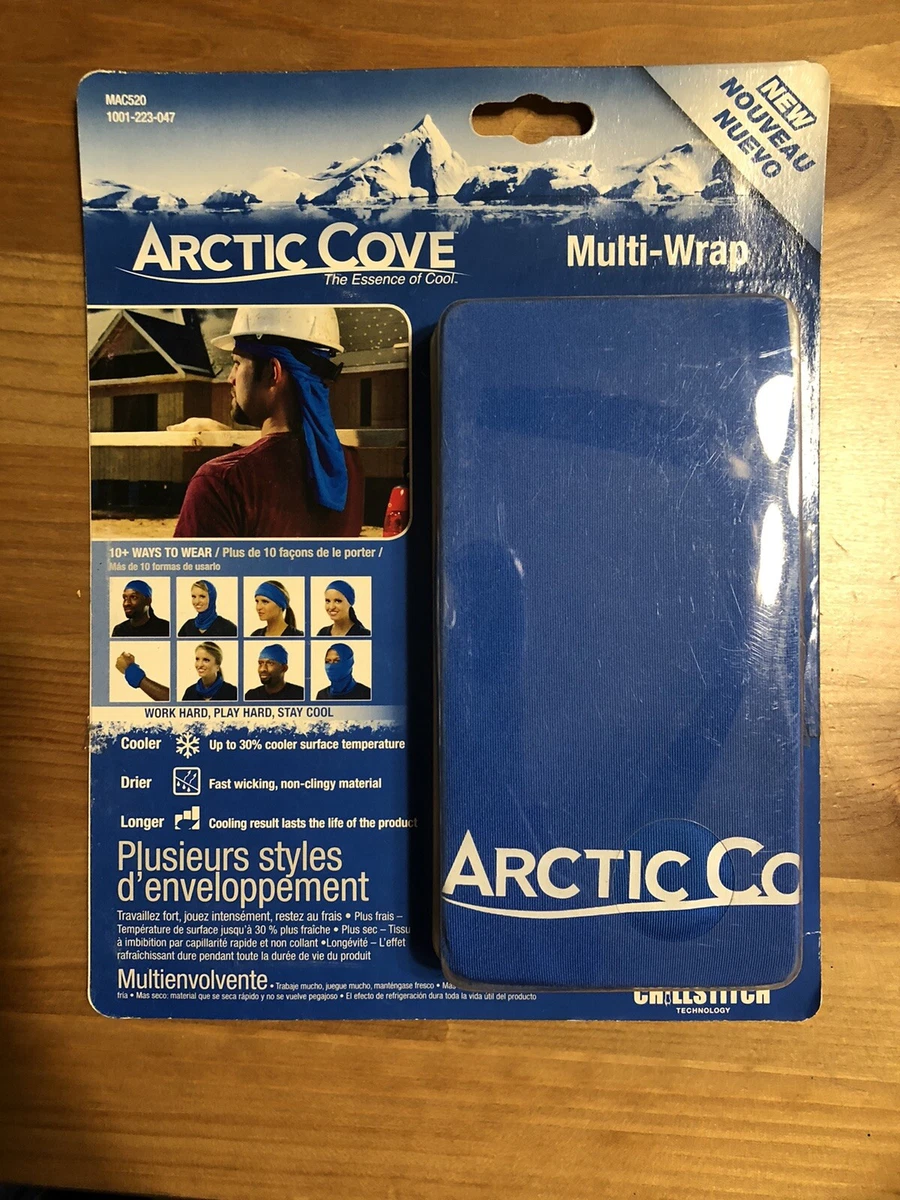 MAC520
1001-223-047
NEW
NOUVEAU
NUEVO
ARCTIC COVE
The Essence of Cool™
Multi-Wrap
10+ WAYS TO WEAR / Plus de 10 façons de le porter /
Más de 10 formas de usarlo
WORK HARD, PLAY HARD, STAY COOL
Cooler Up to 30% cooler surface temperature
Drier Fast wicking, non-clingy material
Longer Cooling result lasts the life of the product
ARCTIC CO
Plusieurs styles
d'enveloppement
Travaillez fort, jouez intensément, restez au frais • Plus frais –
Température de surface jusqu'à 30 % plus fraîche • Plus sec – Tissu
à imbibition par capillarité rapide et non collant •Longévité – L'effet
rafraîchissant dure pendant toute la durée de vie du produit
Multienvolvente • Trabaje mucho, juegue mucho, manténgase fresco •
fría • Mas seco: material que se seca rápido y no se vuelve pegajoso • El efecto de refrigeración dura toda la vida útil del producto
CHILLSTITCH
TECHNOLOGY